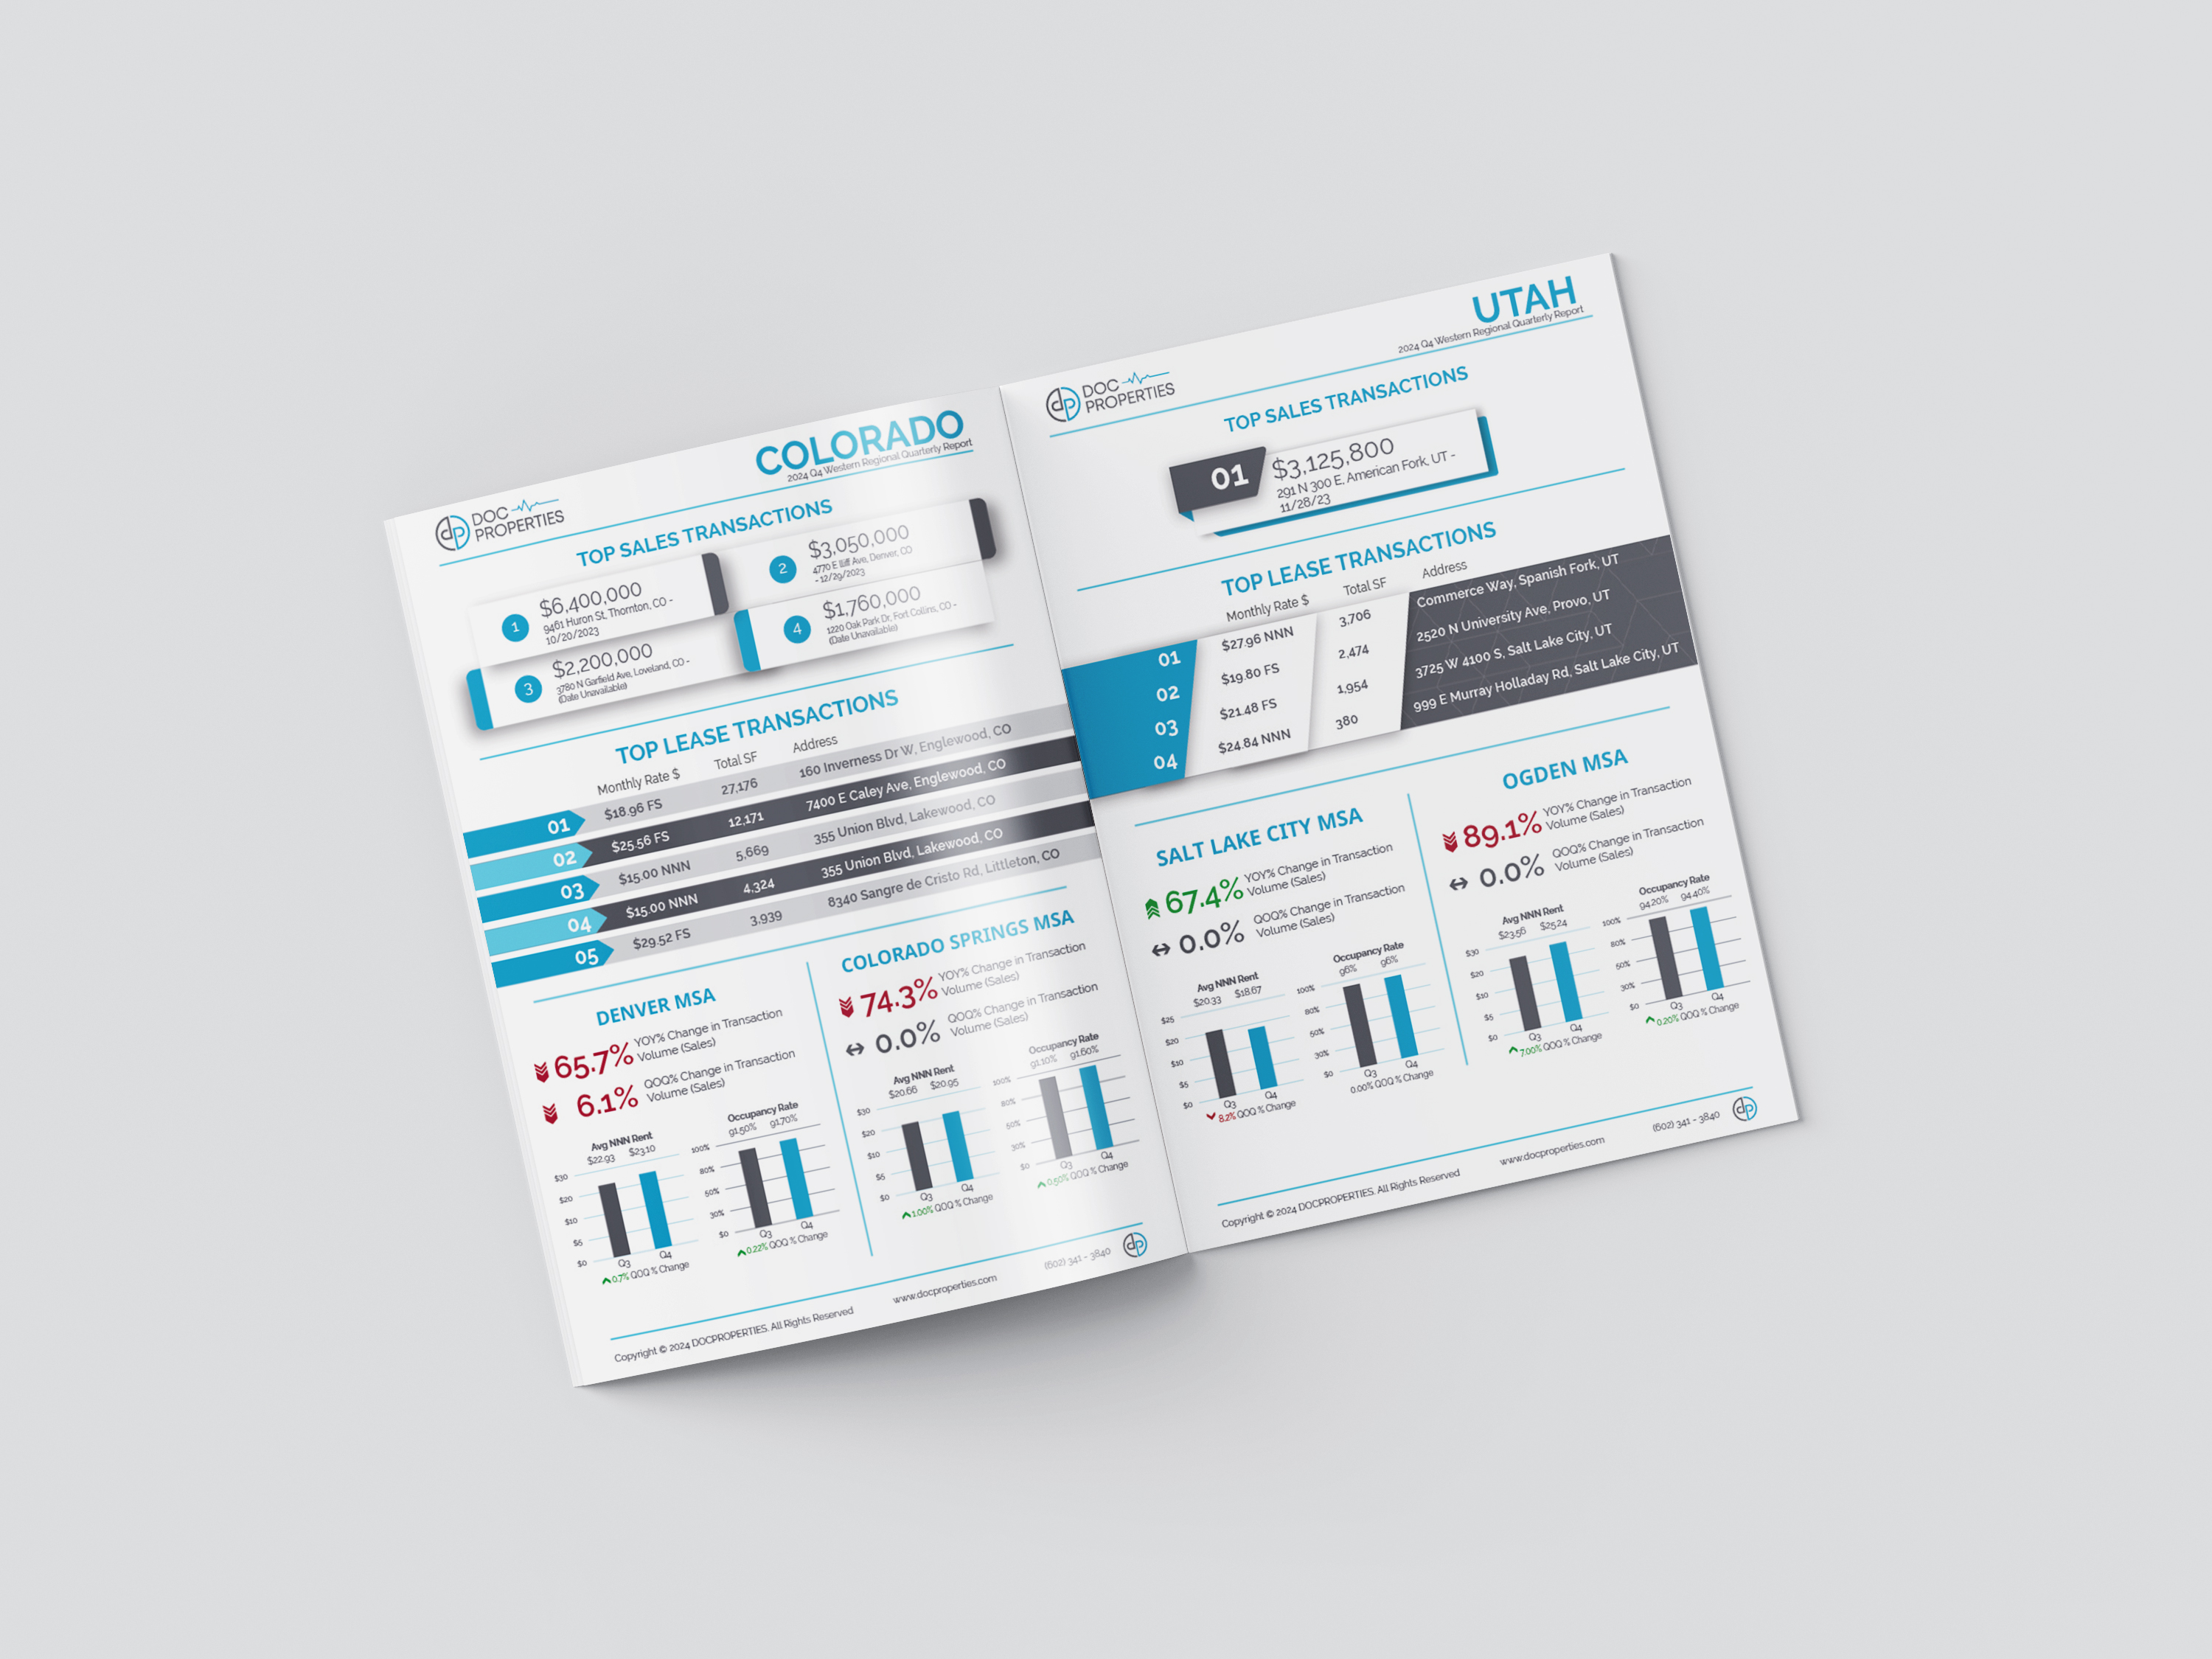 DOC
PROPERTIES
COLORADO
2024 Q4 Western Regional Quarterly Report
TOP SALES TRANSACTIONS
1
$6,400,000
9461 Huron St, Thornton, CO -
10/20/2023
2
$3,050,000
4770 E Iliff Ave, Denver, CO
- 12/29/2023
3
$2,200,000
3780 N Garfield Ave, Loveland, CO -
(Date Unavailable)
4
$1,760,000
1220 Oak Park Dr, Fort Collins, CO -
(Date Unavailable)
TOP LEASE TRANSACTIONS
Monthly Rate $ Total SF Address
01 $18.96 FS 27,176 160 Inverness Dr W, Englewood, CO
02 $25.56 FS 12,171 7400 E Caley Ave, Englewood, CO
03 $15.00 NNN 5,669 355 Union Blvd, Lakewood, CO
04 $15.00 NNN 4,324 355 Union Blvd, Lakewood, CO
05 $29.52 FS 3,939 8340 Sangre de Cristo Rd, Littleton, CO
DENVER MSA
65.7% YOY% Change in Transaction
Volume (Sales)
6.1% QOQ% Change in Transaction
Volume (Sales)
Avg NNN Rent
$22.93 $23.10
$30
$20
$10
$5
$0
Q3 Q4
0.7% QOQ % Change
Occupancy Rate
91.50% 91.70%
100%
80%
50%
30%
$0
Q3 Q4
0.22% QOQ % Change
COLORADO SPRINGS MSA
74.3% YOY% Change in Transaction
Volume (Sales)
0.0% QOQ% Change in Transaction
Volume (Sales)
Avg NNN Rent
$20.66 $20.95
$30
$20
$10
$5
$0
Q3 Q4
1.00% QOQ % Change
Occupancy Rate
91.10% 91.60%
100%
80%
50%
30%
$0
Q3 Q4
0.50% QOQ % Change
Copyright © 2024 DOCPROPERTIES. All Rights Reserved www.docproperties.com (602) 341 - 3840 dp
DOC
PROPERTIES
UTAH
2024 Q4 Western Regional Quarterly Report
TOP SALES TRANSACTIONS
01
$3,125,800
291 N 300 E, American Fork, UT -
11/28/23
TOP LEASE TRANSACTIONS
Monthly Rate $ Total SF Address
01 $27.96 NNN 3,706 Commerce Way, Spanish Fork, UT
02 $19.80 FS 2,474 2520 N University Ave, Provo, UT
03 $21.48 FS 1,954 3725 W 4100 S, Salt Lake City, UT
04 $24.84 NNN 380 999 E Murray Holladay Rd, Salt Lake City, UT
SALT LAKE CITY MSA
67.4% YOY% Change in Transaction
Volume (Sales)
0.0% QOQ% Change in Transaction
Volume (Sales)
Avg NNN Rent
$20.33 $18.67
$25
$20
$10
$5
$0
Q3 Q4
8.2% QOQ % Change
Occupancy Rate
96% 96%
100%
80%
50%
30%
$0
Q3 Q4
0.00% QOQ % Change
OGDEN MSA
89.1% YOY% Change in Transaction
Volume (Sales)
0.0% QOQ% Change in Transaction
Volume (Sales)
Avg NNN Rent
$23.56 $25.24
$30
$20
$10
$5
$0
Q3 Q4
7.00% QOQ % Change
Occupancy Rate
94.20% 94.40%
100%
80%
50%
30%
$0
Q3 Q4
0.20% QOQ % Change
Copyright © 2024 DOCPROPERTIES. All Rights Reserved www.docproperties.com (602) 341 - 3840 dp